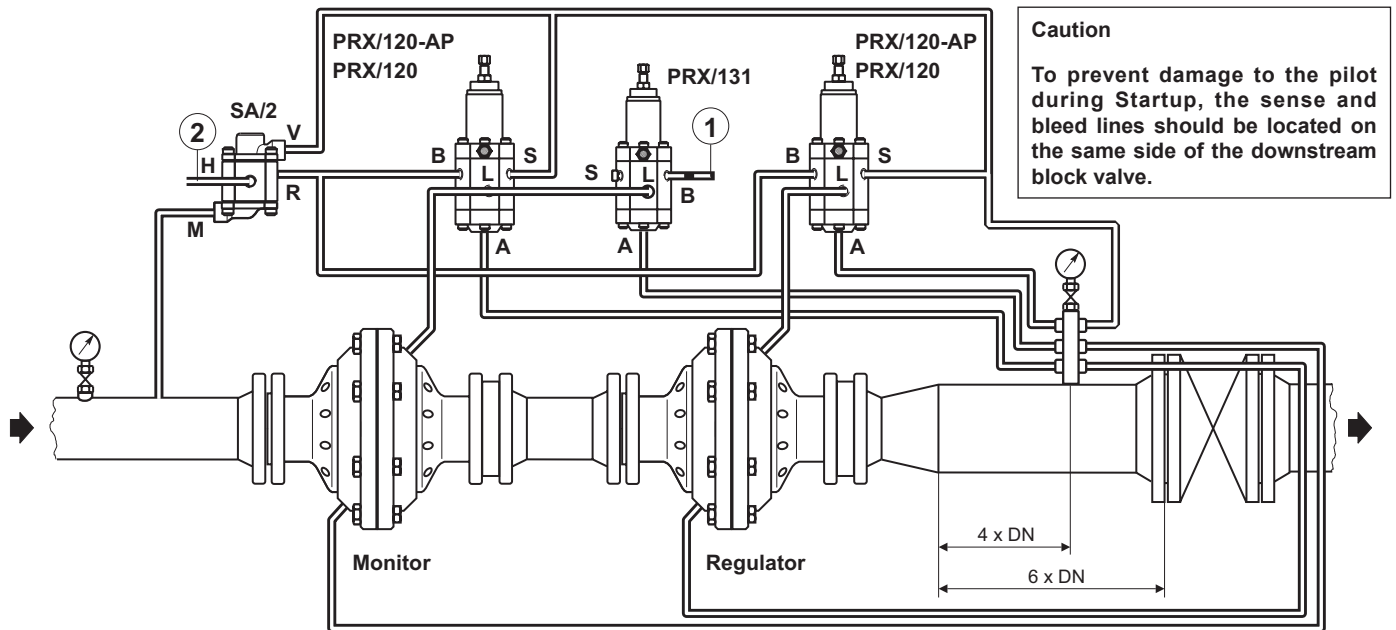 PRX/120-AP
PRX/120
PRX/131
PRX/120-AP
PRX/120
Caution
To prevent damage to the pilot
during Startup, the sense and
bleed lines should be located on
the same side of the downstream
block valve.
SA/2
2
V
H
R
M
B
S
L
A
S
L
B
A
1
B
S
L
A
Monitor
Regulator
4 x DN
6 x DN